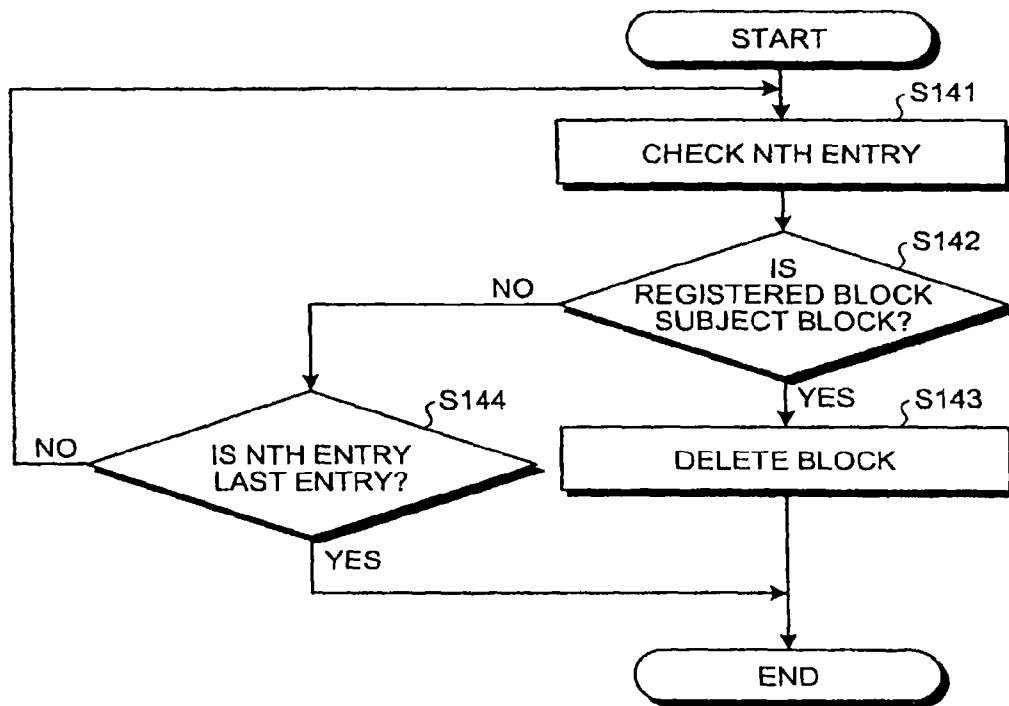 START
S141
CHECK NTH ENTRY
S142
IS
REGISTERED BLOCK
SUBJECT BLOCK?
NO
YES
S143
DELETE BLOCK
S144
NO
IS NTH ENTRY
LAST ENTRY?
YES
END